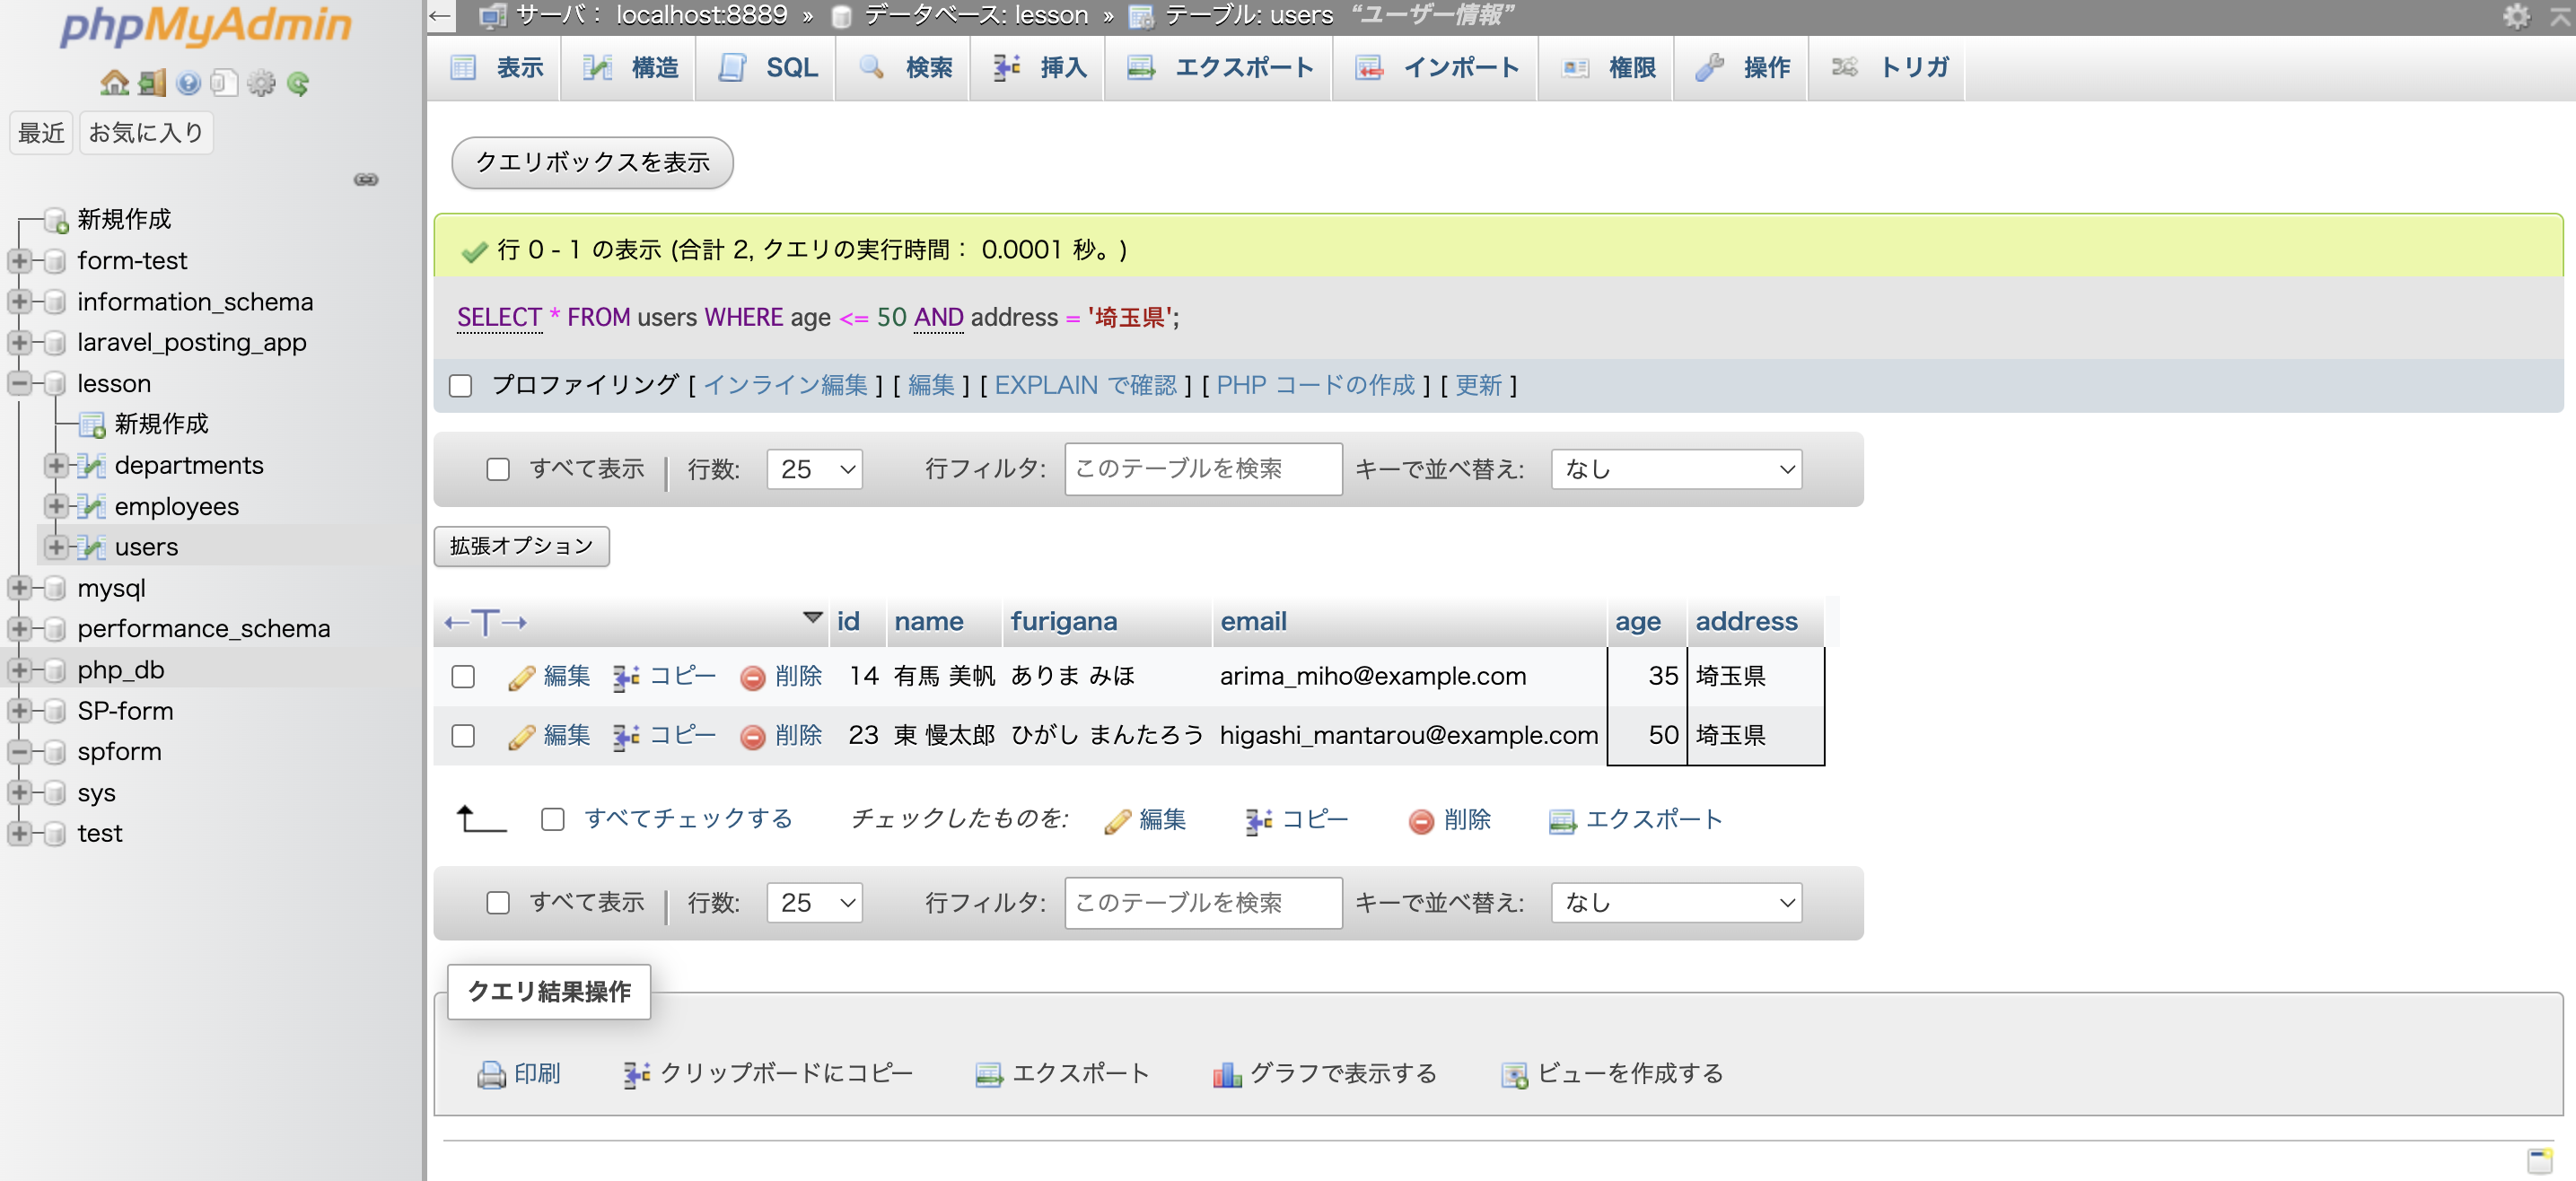 phpMyAdmin
最近 お気に入り
新規作成
form-test
information_schema
laravel_posting_app
lesson
新規作成
departments
employees
users
mysql
performance_schema
php_db
SP-form
spform
sys
test
サーバ： localhost:8889 » データベース: lesson » テーブル: users “ユーザー情報”
表示 構造 SQL 検索 挿入 エクスポート インポート 権限 操作 トリガ
クエリボックスを表示
行 0 - 1 の表示 (合計 2, クエリの実行時間： 0.0001 秒。)
SELECT * FROM users WHERE age <= 50 AND address = '埼玉県';
プロファイリング [ インライン編集 ] [ 編集 ] [ EXPLAIN で確認 ] [ PHP コードの作成 ] [ 更新 ]
すべて表示 | 行数: 25 行フィルタ: このテーブルを検索 キーで並べ替え: なし
拡張オプション
←T→ id name furigana email age address
編集 コピー 削除 14 有馬 美帆 ありま みほ arima_miho@example.com 35 埼玉県
編集 コピー 削除 23 東 慢太郎 ひがし まんたろう higashi_mantarou@example.com 50 埼玉県
すべてチェックする チェックしたものを: 編集 コピー 削除 エクスポート
すべて表示 | 行数: 25 行フィルタ: このテーブルを検索 キーで並べ替え: なし
クエリ結果操作
印刷 クリップボードにコピー エクスポート グラフで表示する ビューを作成する